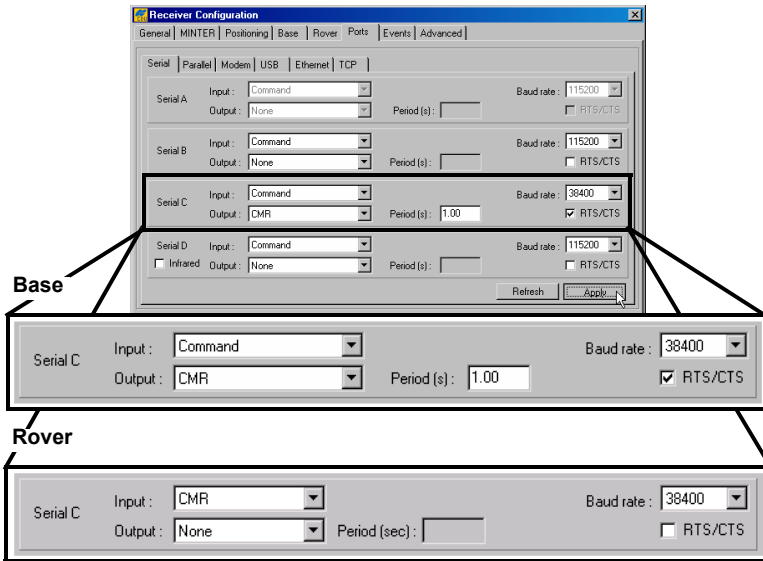 Receiver Configuration
General MINTER Positioning Base Rover Ports Events Advanced
Serial Parallel Modem USB Ethernet TCP
Serial A
Input : Command Baud rate : 115200
Output : None Period (s) : RTS/CTS
Serial B
Input : Command Baud rate : 115200
Output : None Period (s) : RTS/CTS
Serial C
Input : Command Baud rate : 38400
Output : CMR Period (s) : 1.00 RTS/CTS
Serial D
Input : Command Baud rate : 115200
Infrared Output : None Period (s) : RTS/CTS
Refresh Apply
Base
Serial C
Input : Command Baud rate : 38400
Output : CMR Period (s) : 1.00 RTS/CTS
Rover
Serial C
Input : CMR Baud rate : 38400
Output : None Period (sec) : RTS/CTS